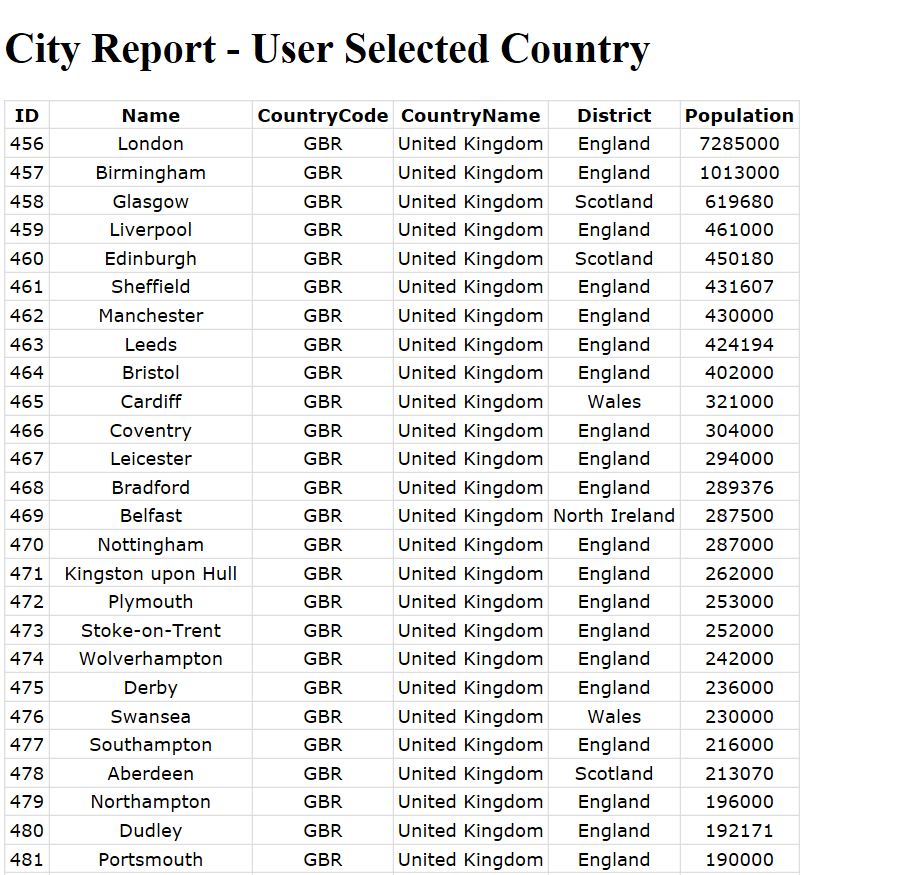 City Report - User Selected Country
ID Name CountryCode CountryName District Population
456 London GBR United Kingdom England 7285000
457 Birmingham GBR United Kingdom England 1013000
458 Glasgow GBR United Kingdom Scotland 619680
459 Liverpool GBR United Kingdom England 461000
460 Edinburgh GBR United Kingdom Scotland 450180
461 Sheffield GBR United Kingdom England 431607
462 Manchester GBR United Kingdom England 430000
463 Leeds GBR United Kingdom England 424194
464 Bristol GBR United Kingdom England 402000
465 Cardiff GBR United Kingdom Wales 321000
466 Coventry GBR United Kingdom England 304000
467 Leicester GBR United Kingdom England 294000
468 Bradford GBR United Kingdom England 289376
469 Belfast GBR United Kingdom North Ireland 287500
470 Nottingham GBR United Kingdom England 287000
471 Kingston upon Hull GBR United Kingdom England 262000
472 Plymouth GBR United Kingdom England 253000
473 Stoke-on-Trent GBR United Kingdom England 252000
474 Wolverhampton GBR United Kingdom England 242000
475 Derby GBR United Kingdom England 236000
476 Swansea GBR United Kingdom Wales 230000
477 Southampton GBR United Kingdom England 216000
478 Aberdeen GBR United Kingdom Scotland 213070
479 Northampton GBR United Kingdom England 196000
480 Dudley GBR United Kingdom England 192171
481 Portsmouth GBR United Kingdom England 190000